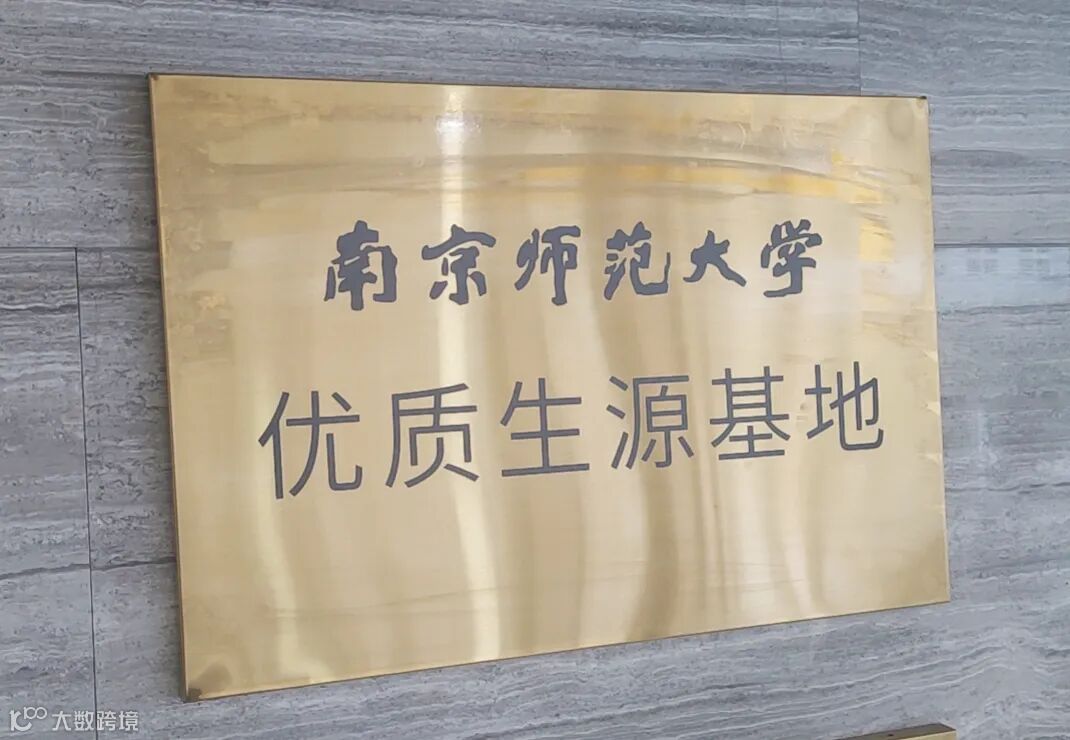 南京师范大学
优质生源基地
大数跨境